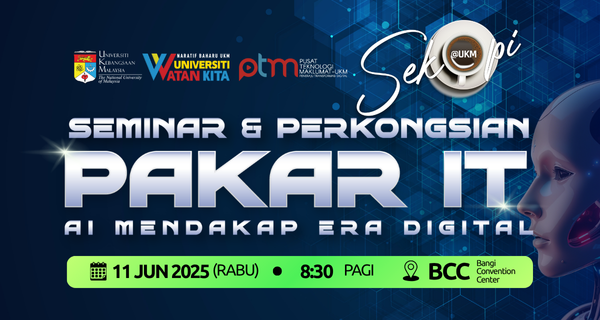 UNIVERSITI
KEBANGSAAN
MALAYSIA
The National University
of Malaysia
NARATIF BAHARU UKM
UNIVERSITI
WATAN KITA
ptm
PUSAT
TEKNOLOGI
MAKLUMAT-UKM
Sekopi
@UKM
SEMINAR & PERKONGSIAN
PAKAR IT
AI MENDAKAP ERA DIGITAL
11 JUN 2025 (RABU) • 8:30 PAGI
BCC
Bangi
Convention
Center